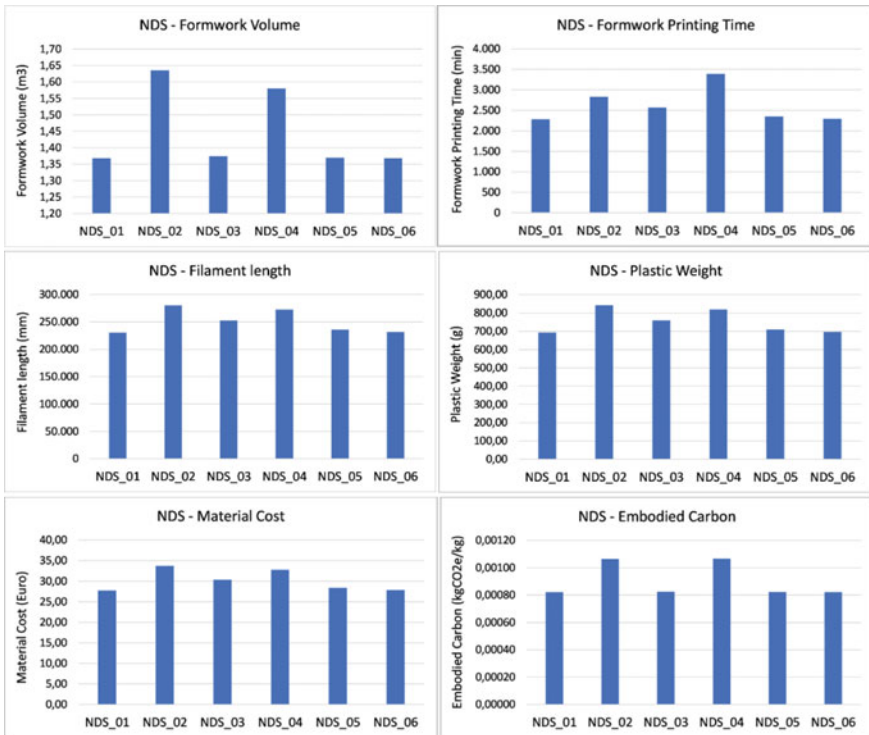 NDS - Formwork Volume
Formwork Volume (m3)
1,70
1,65
1,60
1,55
1,50
1,45
1,40
1,35
1,30
1,25
1,20
NDS_01 NDS_02 NDS_03 NDS_04 NDS_05 NDS_06
NDS - Formwork Printing Time
Formwork Printing Time (min)
4.000
3.500
3.000
2.500
2.000
1.500
1.000
500
0
NDS_01 NDS_02 NDS_03 NDS_04 NDS_05 NDS_06
NDS - Filament length
Filament length (mm)
300.000
250.000
200.000
150.000
100.000
50.000
0
NDS_01 NDS_02 NDS_03 NDS_04 NDS_05 NDS_06
NDS - Plastic Weight
Plastic Weight (g)
900,00
800,00
700,00
600,00
500,00
400,00
300,00
200,00
100,00
0,00
NDS_01 NDS_02 NDS_03 NDS_04 NDS_05 NDS_06
NDS - Material Cost
Material Cost (Euro)
40,00
35,00
30,00
25,00
20,00
15,00
10,00
5,00
0,00
NDS_01 NDS_02 NDS_03 NDS_04 NDS_05 NDS_06
NDS - Embodied Carbon
Embodied Carbon (kgCO2e/kg)
0,00120
0,00100
0,00080
0,00060
0,00040
0,00020
0,00000
NDS_01 NDS_02 NDS_03 NDS_04 NDS_05 NDS_06